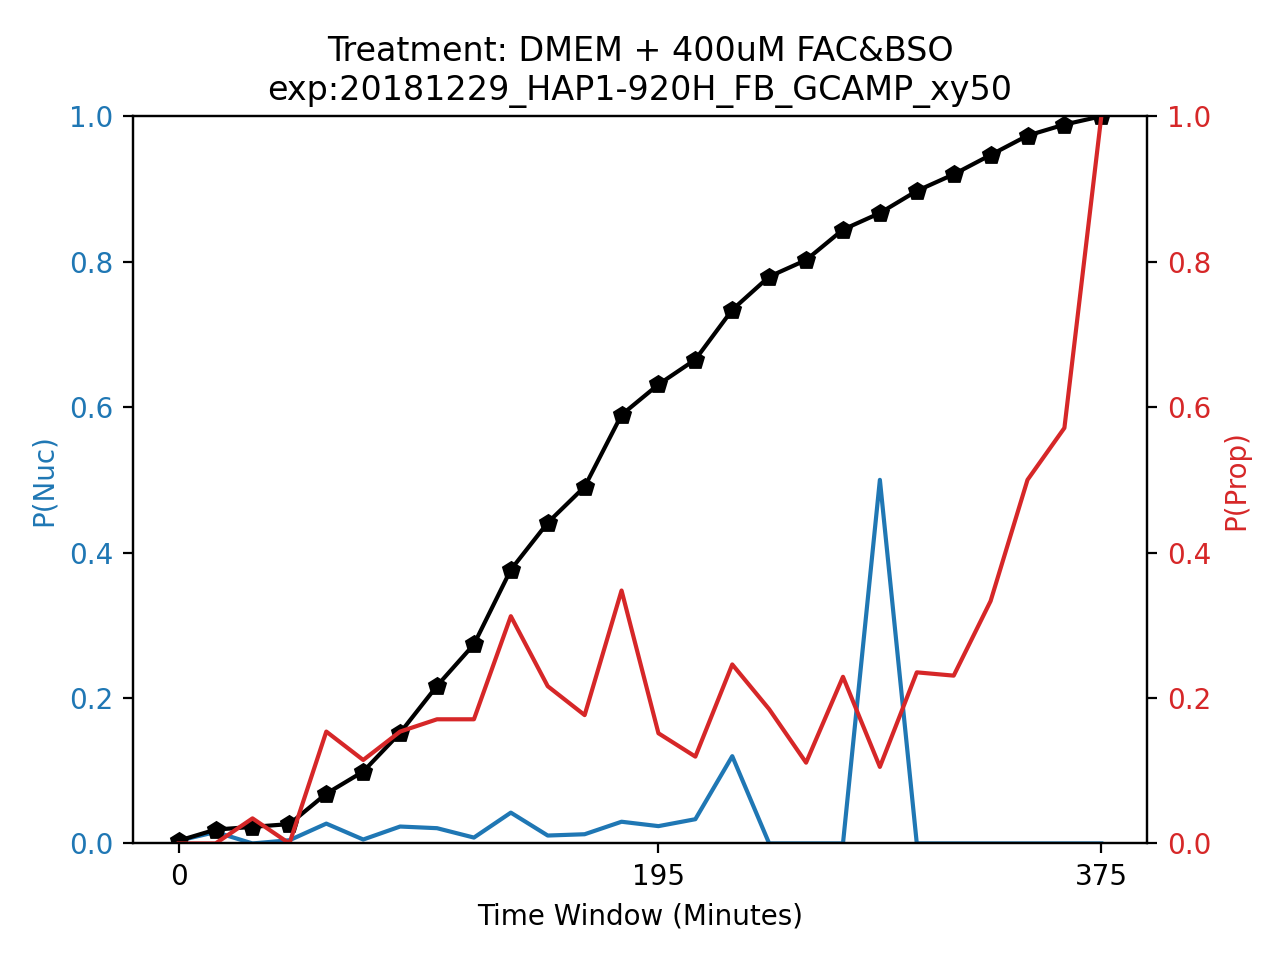 Treatment: DMEM + 400uM FAC&BSO
exp:20181229_HAP1-920H_FB_GCAMP_xy50
1.0
0.8
0.6
0.4
0.2
0.0
P(Nuc)
1.0
0.8
0.6
0.4
0.2
0.0
P(Prop)
0 195 375
Time Window (Minutes)